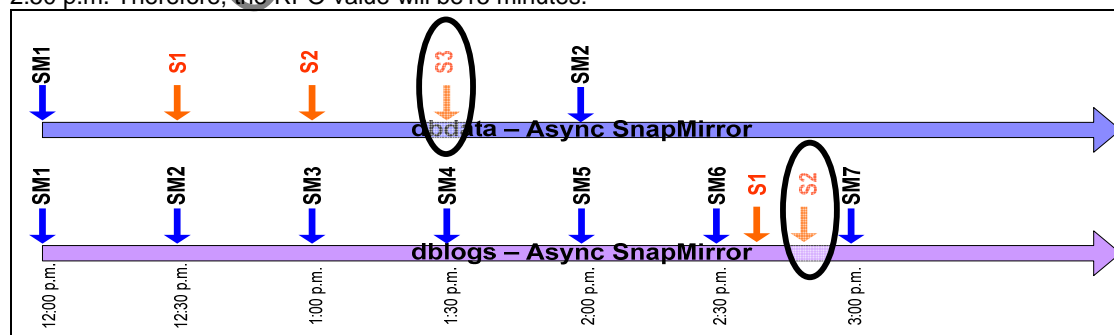 2:30 p.m. Therefore, the RPO value will be15 minutes.
SM1 S1 S2 S3 SM2
dbdata – Async SnapMirror
SM1 SM2 SM3 SM4 SM5 SM6 S1 S2 SM7
dblogs – Async SnapMirror
12:00 p.m. 12:30 p.m. 1:00 p.m. 1:30 p.m. 2:00 p.m. 2:30 p.m. 3:00 p.m.